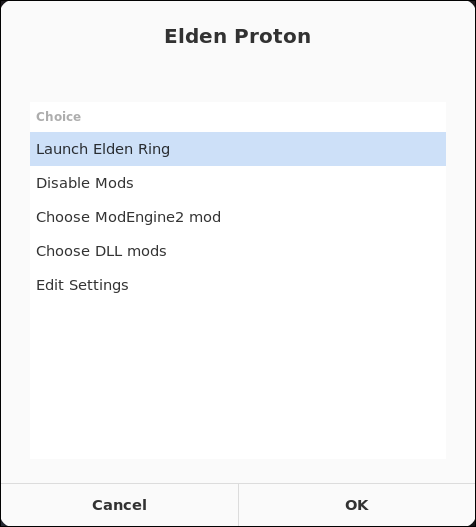 Elden Proton
Choice
Launch Elden Ring
Disable Mods
Choose ModEngine2 mod
Choose DLL mods
Edit Settings
Cancel
OK